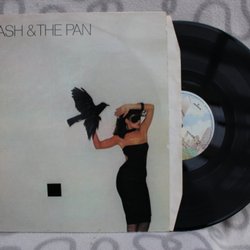 ASH & THE PAN